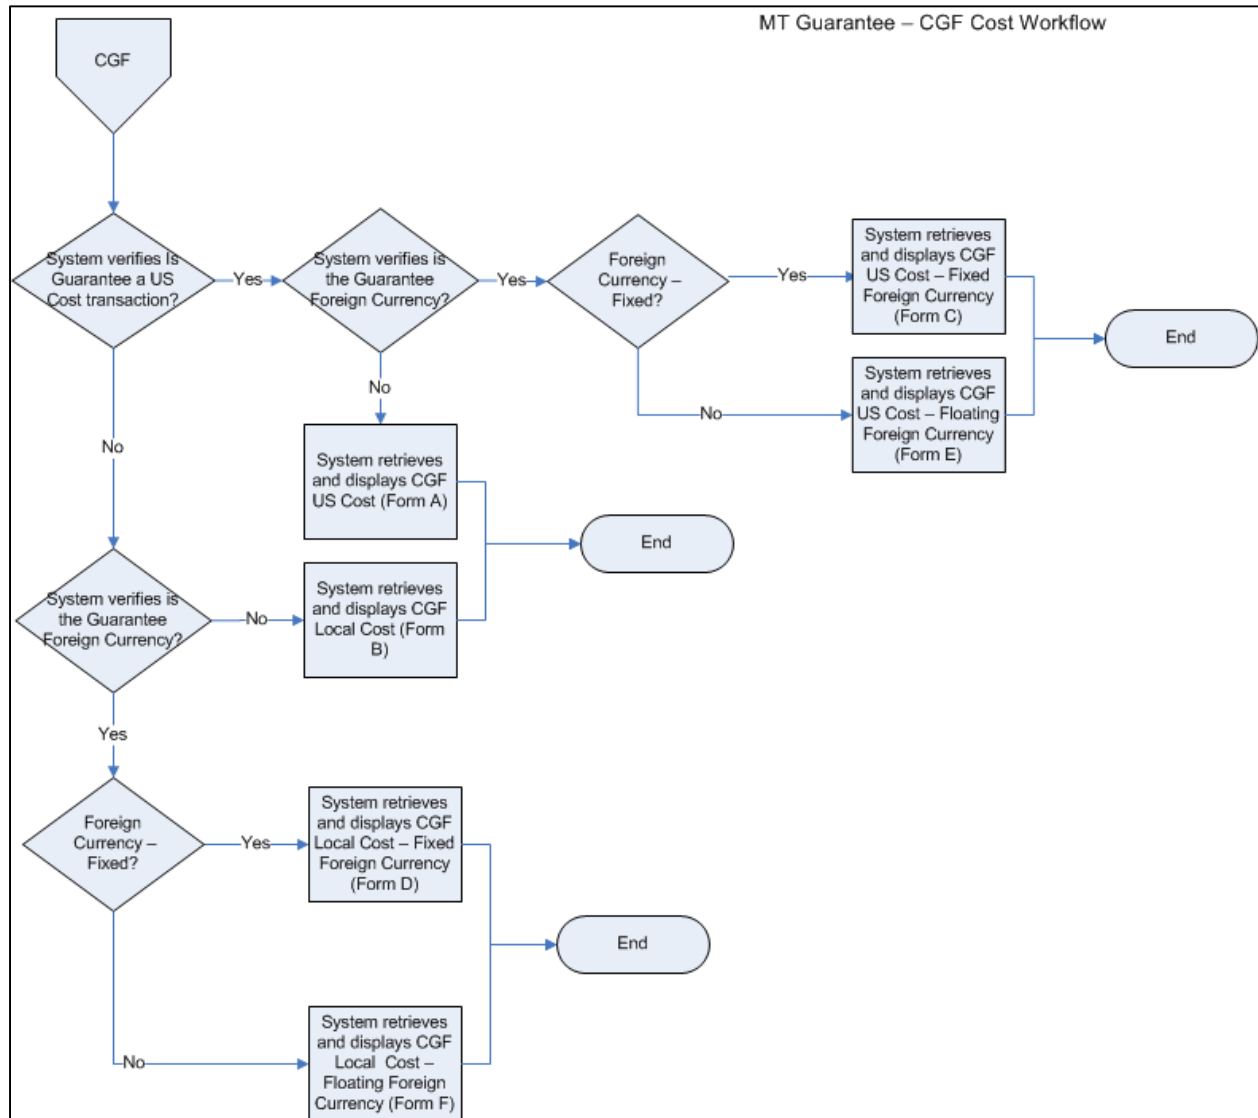 MT Guarantee – CGF Cost Workflow
CGF
System verifies Is
Guarantee a US
Cost transaction?
Yes
System verifies is
the Guarantee
Foreign Currency?
Yes
Foreign
Currency –
Fixed?
Yes
System retrieves
and displays CGF
US Cost – Fixed
Foreign Currency
(Form C)
End
No
System retrieves
and displays CGF
US Cost – Floating
Foreign Currency
(Form E)
No
No
System retrieves
and displays CGF
US Cost (Form A)
End
System verifies is
the Guarantee
Foreign Currency?
No
System retrieves
and displays CGF
Local Cost (Form
B)
Yes
Foreign
Currency –
Fixed?
Yes
System retrieves
and displays CGF
Local Cost – Fixed
Foreign Currency
(Form D)
End
No
System retrieves
and displays CGF
Local  Cost –
Floating Foreign
Currency (Form F)